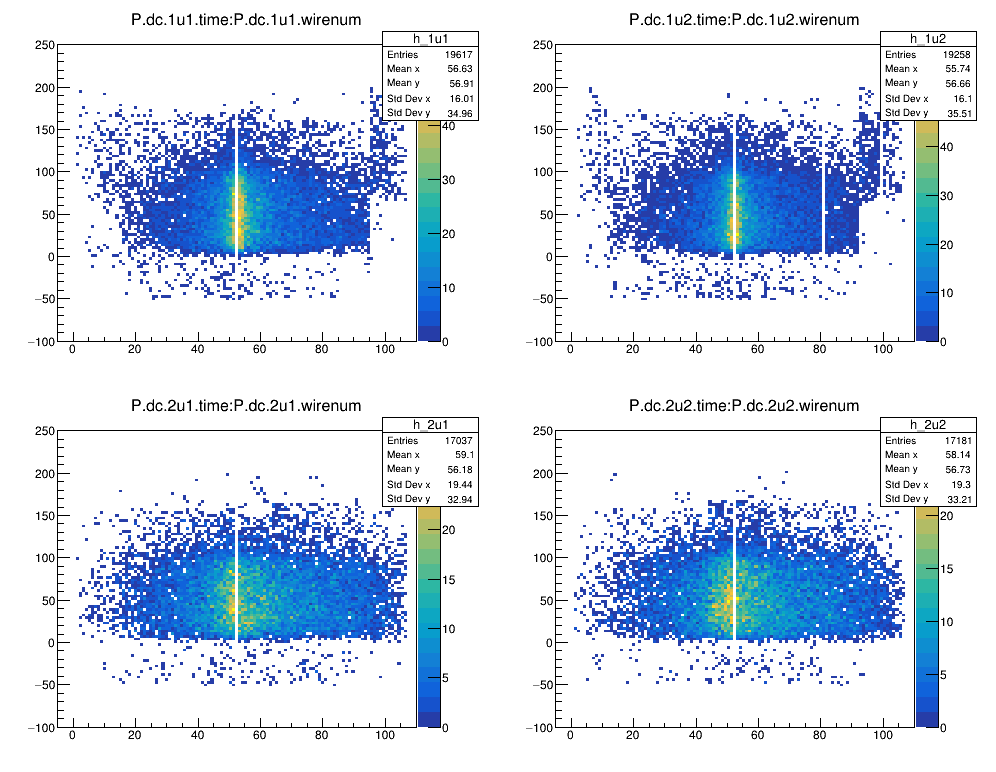 P.dc.1u1.time:P.dc.1u1.wirenum
h_1u1
Entries 19617
Mean x 56.63
Mean y 56.91
Std Dev x 16.01
Std Dev y 34.96
250
200
150
100
50
0
−50
−100
0 20 40 60 80 100
40
30
20
10
0
P.dc.1u2.time:P.dc.1u2.wirenum
h_1u2
Entries 19258
Mean x 55.74
Mean y 56.66
Std Dev x 16.1
Std Dev y 35.51
250
200
150
100
50
0
−50
−100
0 20 40 60 80 100
40
30
20
10
0
P.dc.2u1.time:P.dc.2u1.wirenum
h_2u1
Entries 17037
Mean x 59.1
Mean y 56.18
Std Dev x 19.44
Std Dev y 32.94
250
200
150
100
50
0
−50
−100
0 20 40 60 80 100
20
15
10
5
0
P.dc.2u2.time:P.dc.2u2.wirenum
h_2u2
Entries 17181
Mean x 58.14
Mean y 56.73
Std Dev x 19.3
Std Dev y 33.21
250
200
150
100
50
0
−50
−100
0 20 40 60 80 100
20
15
10
5
0